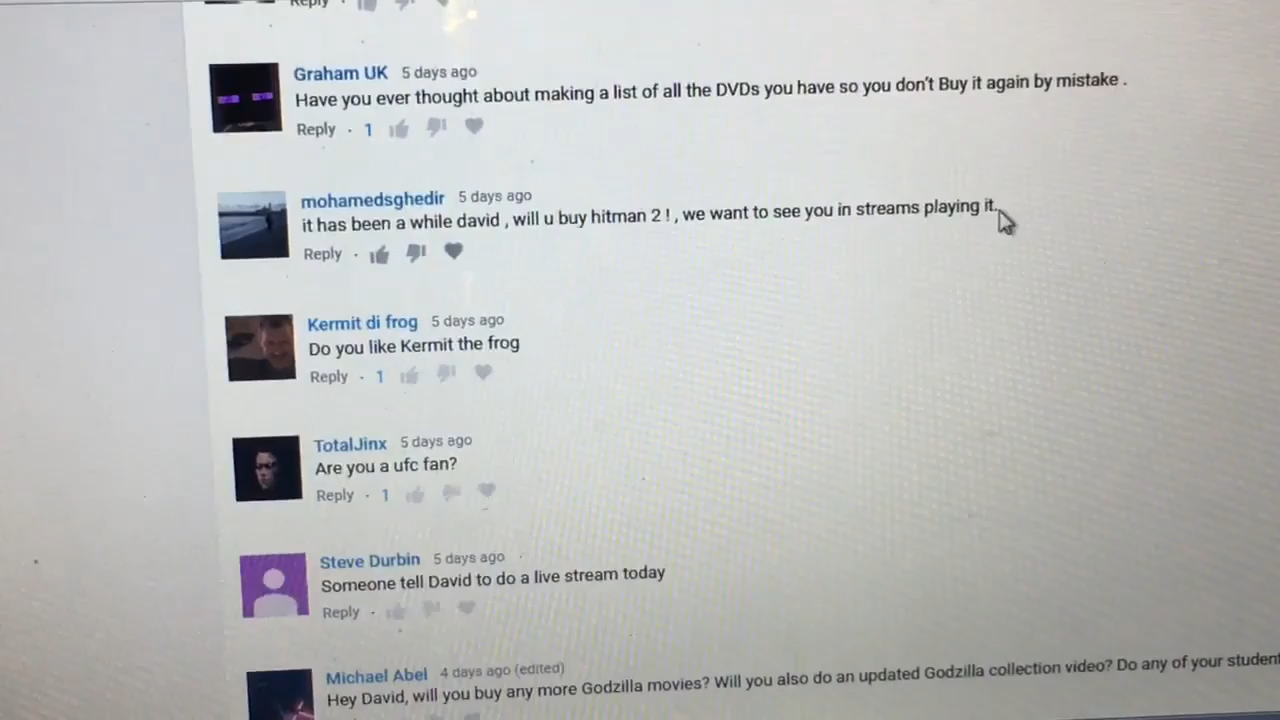 Reply
Graham UK 5 days ago
Have you ever thought about making a list of all the DVDs you have so you don't Buy it again by mistake .
Reply · 1
mohamedsghedir 5 days ago
it has been a while david , will u buy hitman 2 ! , we want to see you in streams playing it.
Reply ·
Kermit di frog 5 days ago
Do you like Kermit the frog
Reply · 1
TotalJinx 5 days ago
Are you a ufc fan?
Reply · 1
Steve Durbin 5 days ago
Someone tell David to do a live stream today
Reply ·
Michael Abel 4 days ago (edited)
Hey David, will you buy any more Godzilla movies? Will you also do an updated Godzilla collection video? Do any of your student